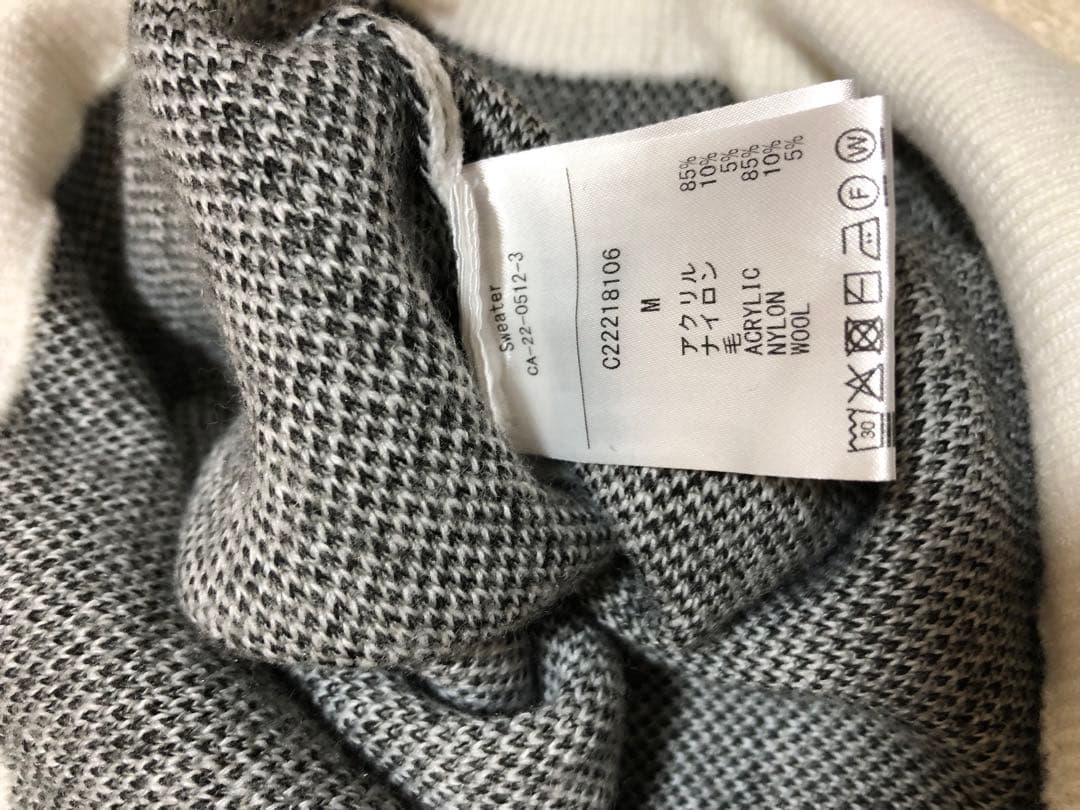 Sweater
CA-22-0512-3
C22218106
M
アクリル 85%
ナイロン 10%
毛 5%
ACRYLIC 85%
NYLON 10%
WOOL 5%
30 F W